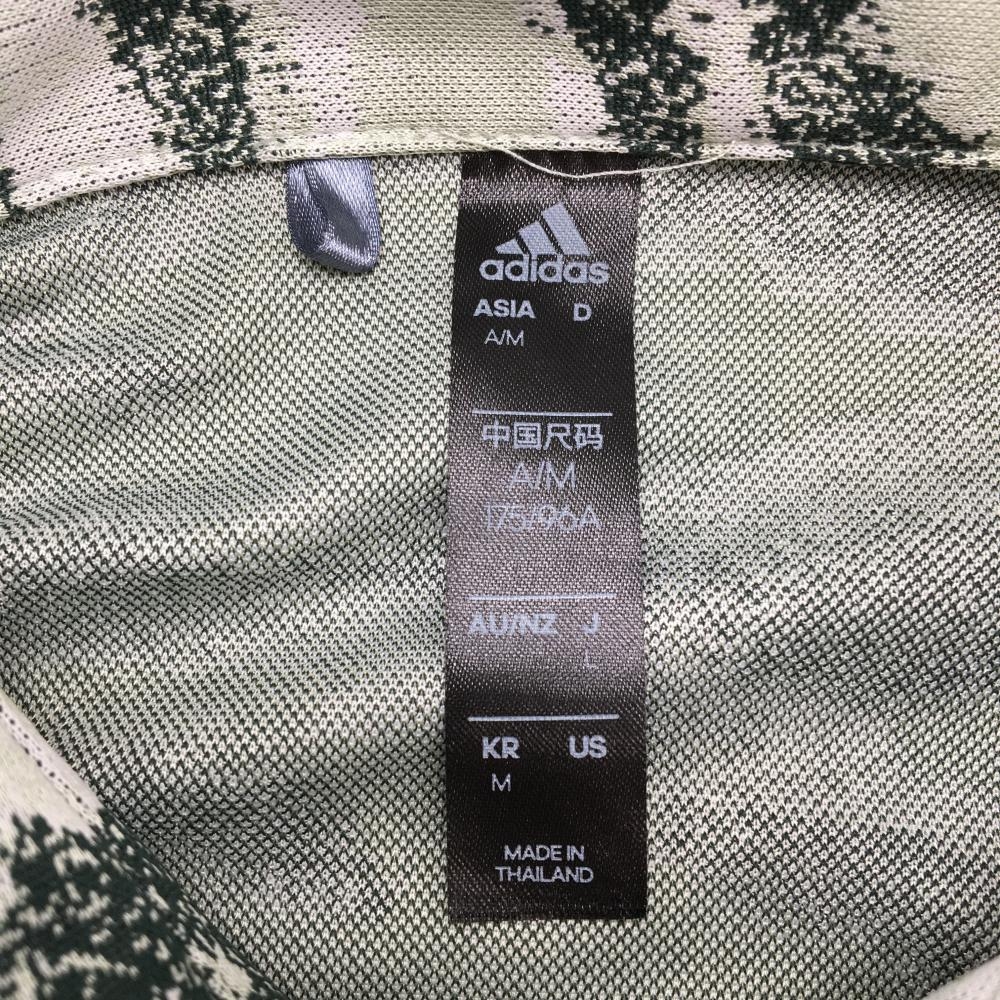 adidas
ASIA D
A/M
中国尺码
A/M
175/96A
AU/NZ J
L
KR US
M
MADE IN
THAILAND